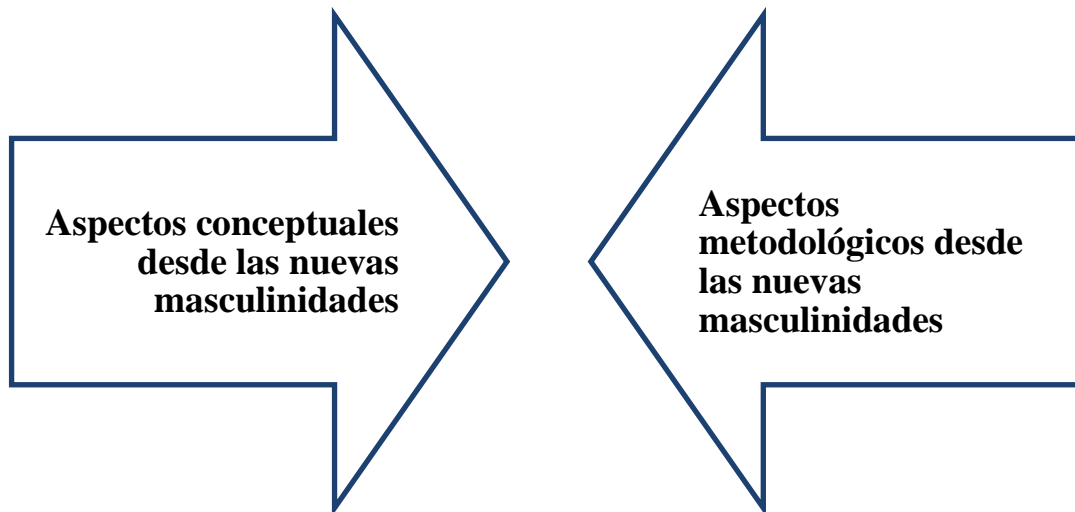 Aspectos conceptuales
desde las nuevas
masculinidades
Aspectos
metodológicos desde
las nuevas
masculinidades